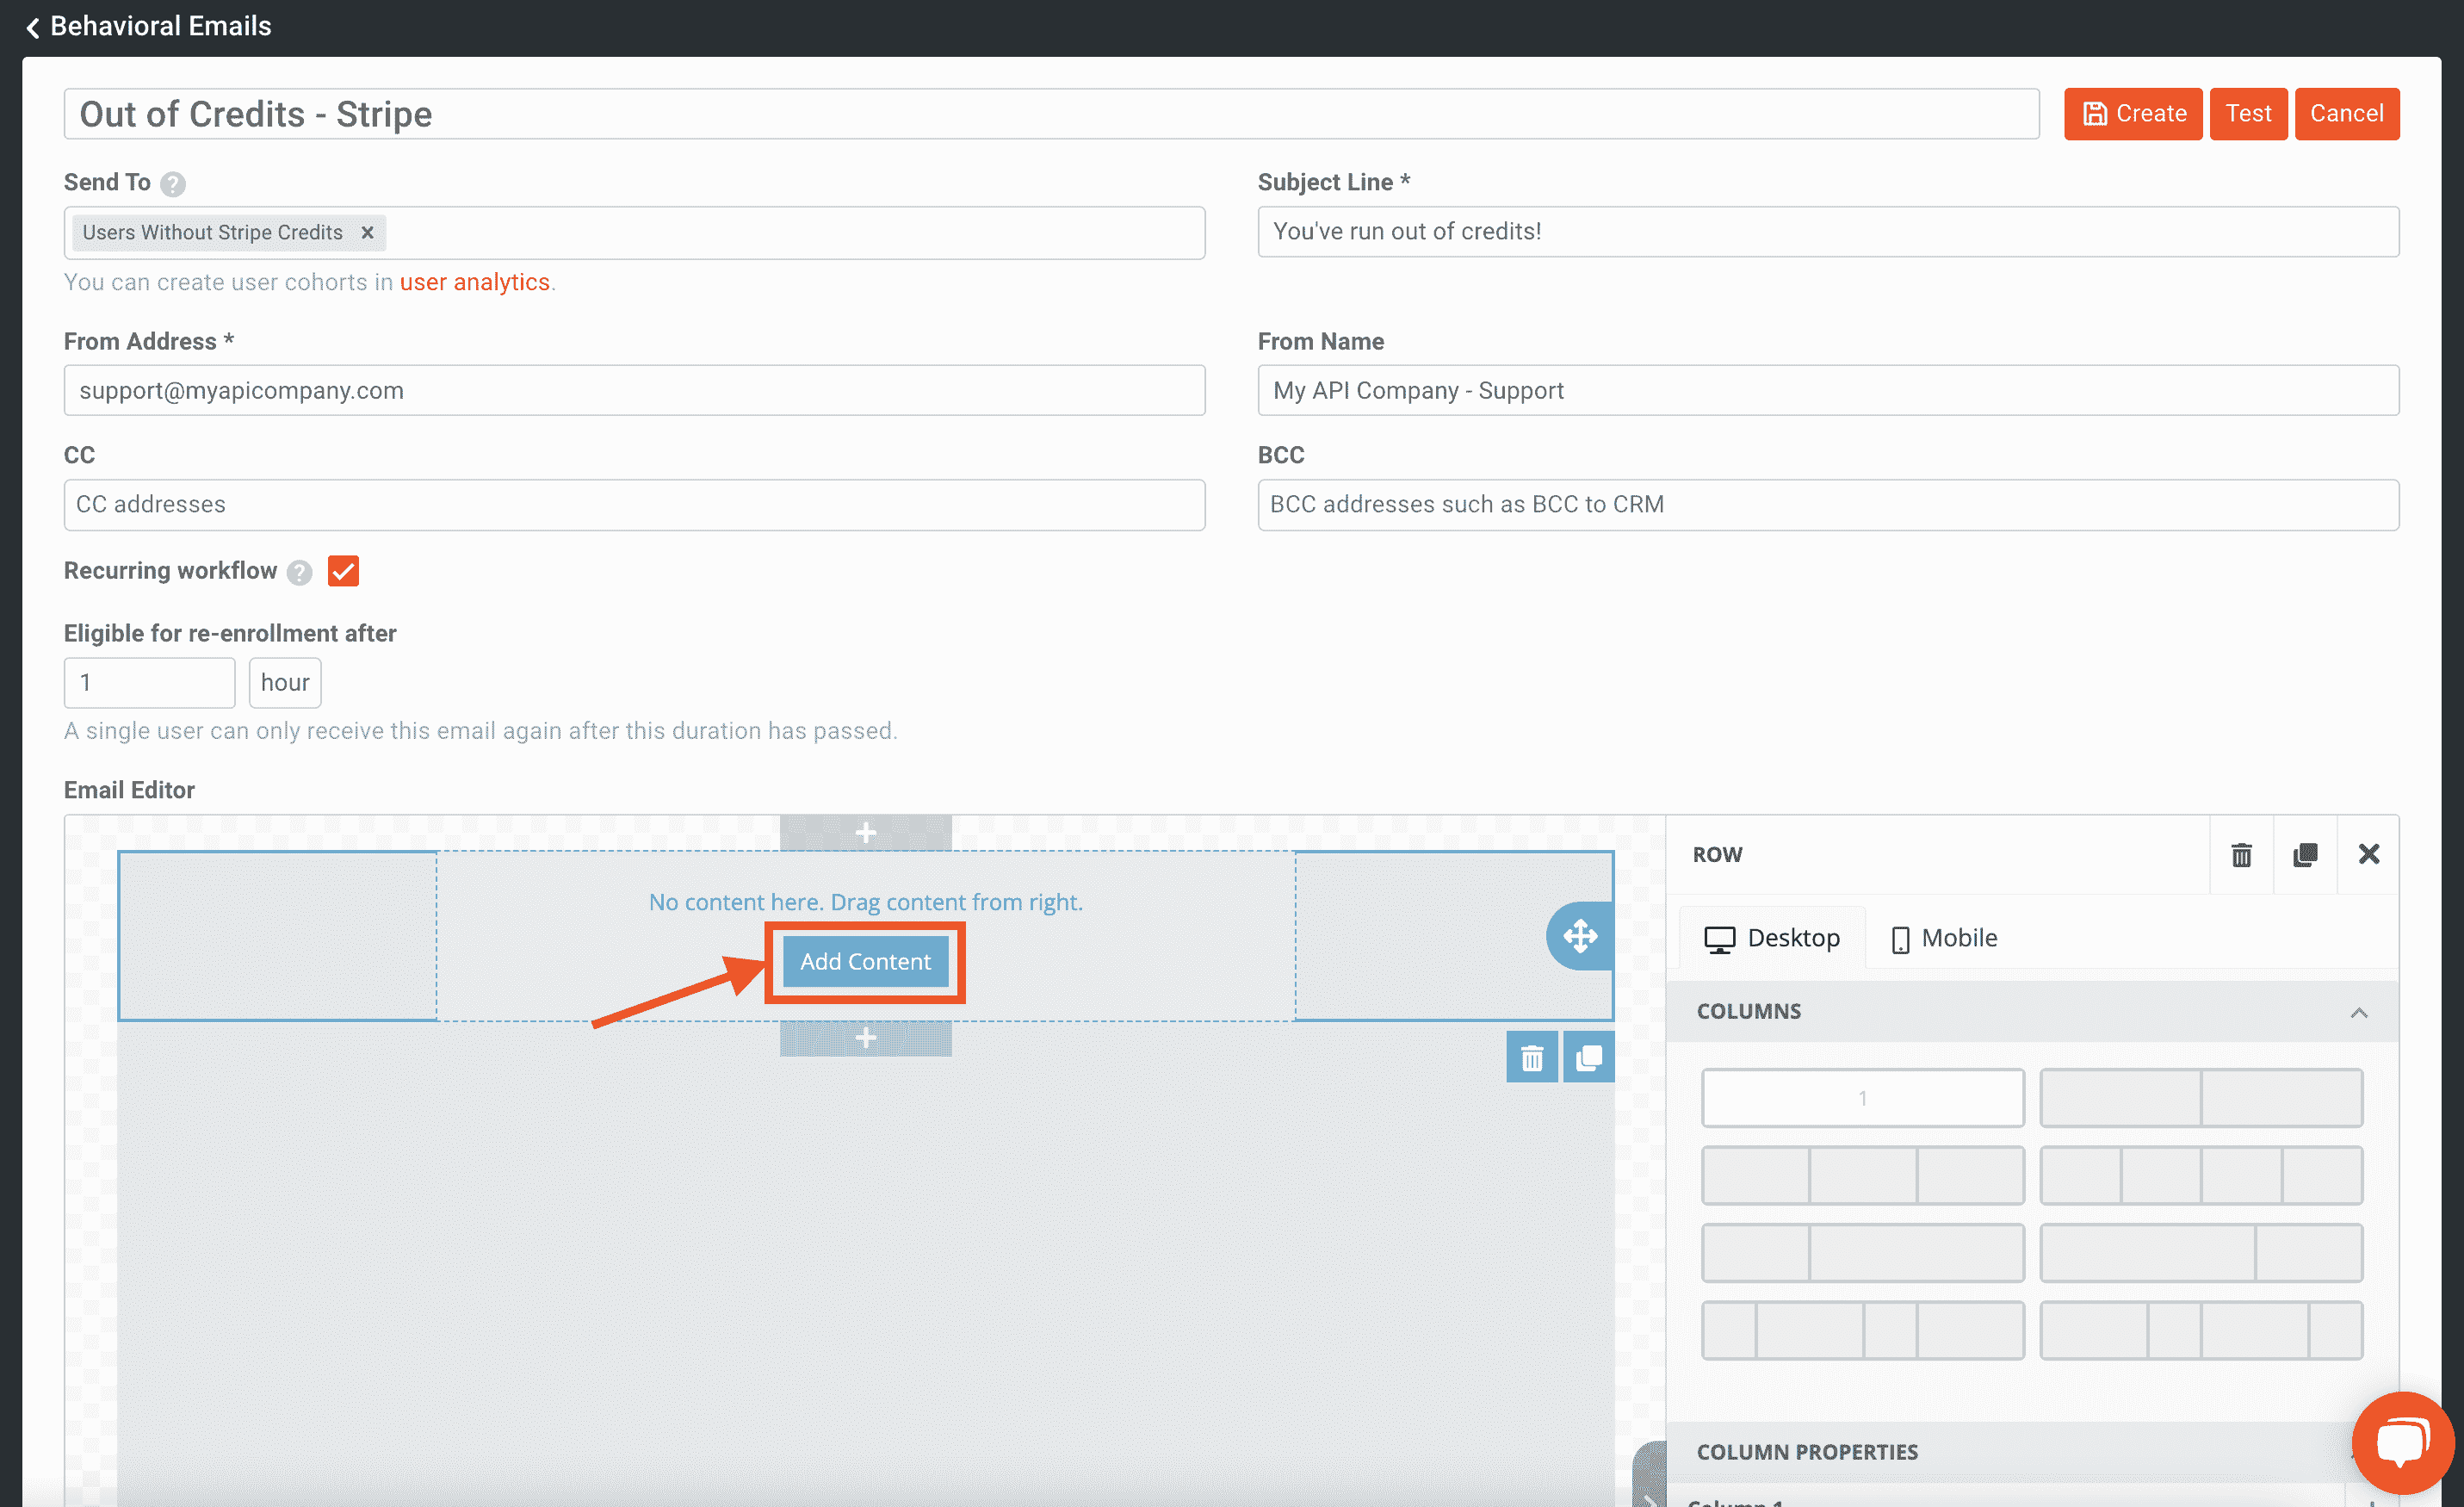 Behavioral Emails
Out of Credits - Stripe
Create
Test
Cancel
Send To ?
Subject Line *
Users Without Stripe Credits ×
You've run out of credits!
You can create user cohorts in user analytics.
From Address *
From Name
support@myapicompany.com
My API Company - Support
CC
BCC
CC addresses
BCC addresses such as BCC to CRM
Recurring workflow ?
Eligible for re-enrollment after
1
hour
A single user can only receive this email again after this duration has passed.
Email Editor
ROW
No content here. Drag content from right.
Add Content
Desktop
Mobile
COLUMNS
1
COLUMN PROPERTIES
Column 1